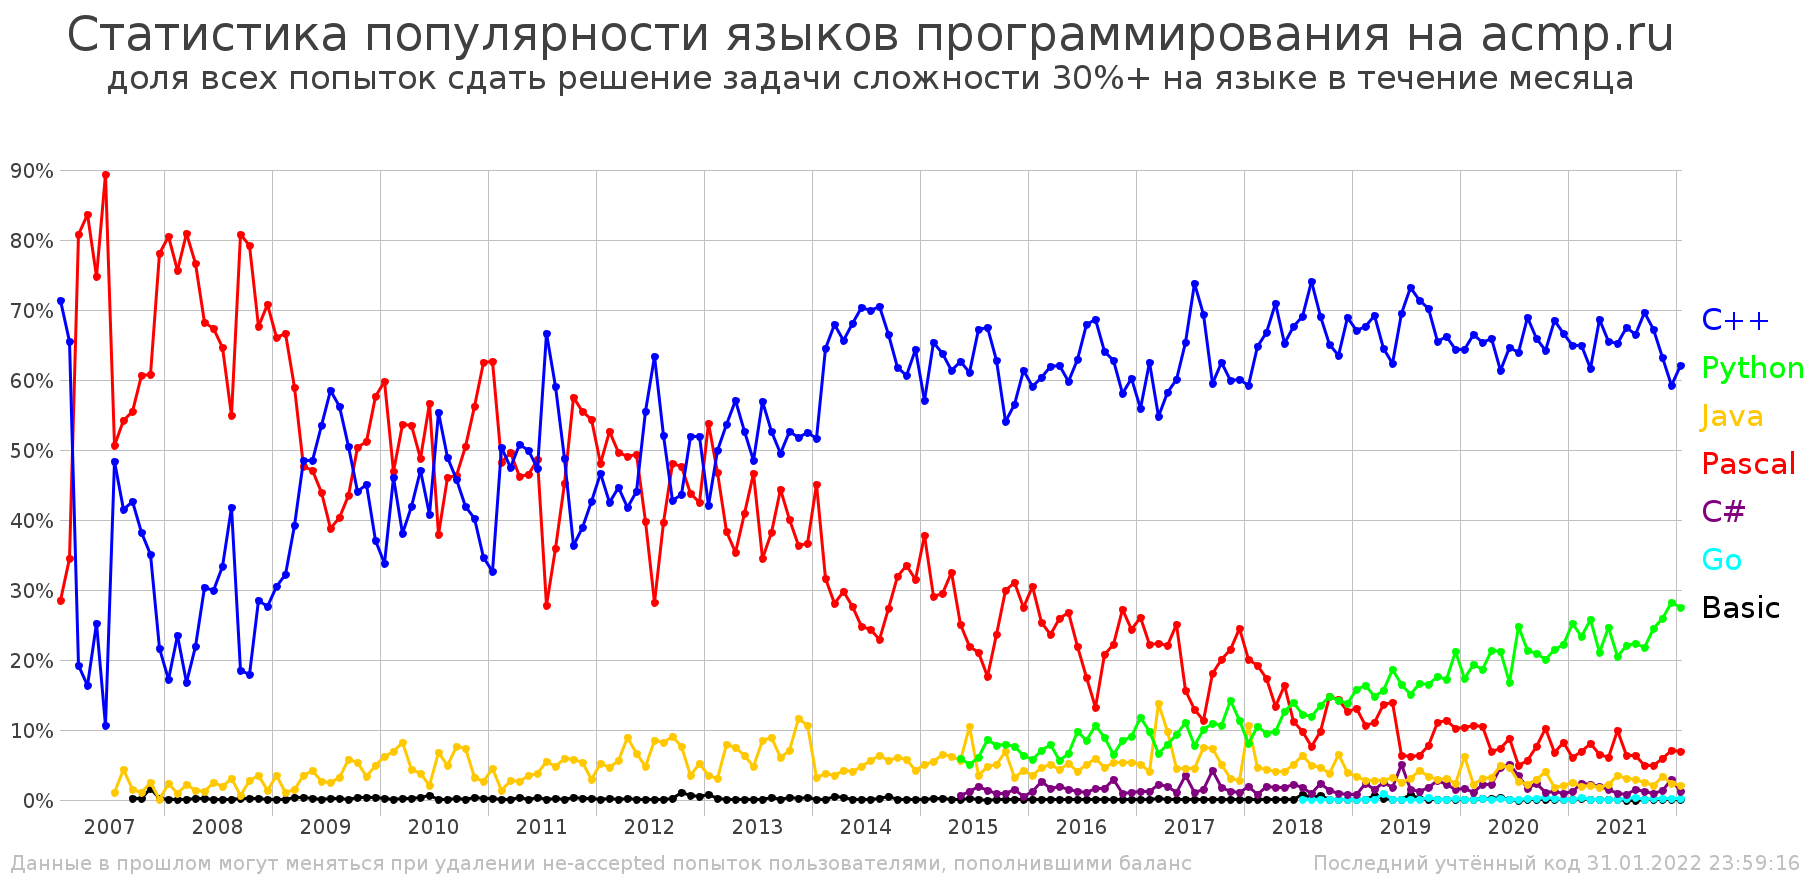 Статистика популярности языков программирования на acmp.ru
доля всех попыток сдать решение задачи сложности 30%+ на языке в течение месяца
90%
80%
70%
60%
50%
40%
30%
20%
10%
0%
C++
Python
Java
Pascal
C#
Go
Basic
2007 2008 2009 2010 2011 2012 2013 2014 2015 2016 2017 2018 2019 2020 2021
Данные в прошлом могут меняться при удалении не-accepted попыток пользователями, пополнившими баланс
Последний учтённый код 31.01.2022 23:59:16